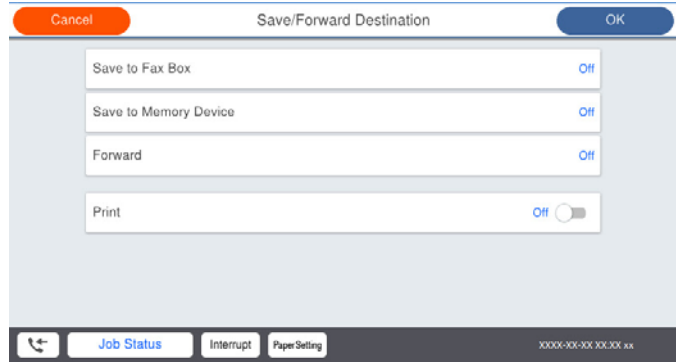 Cancel Save/Forward Destination OK
Save to Fax Box Off
Save to Memory Device Off
Forward Off
Print Off
Job Status Interrupt Paper Setting XXXX-XX-XX XX:XX xx